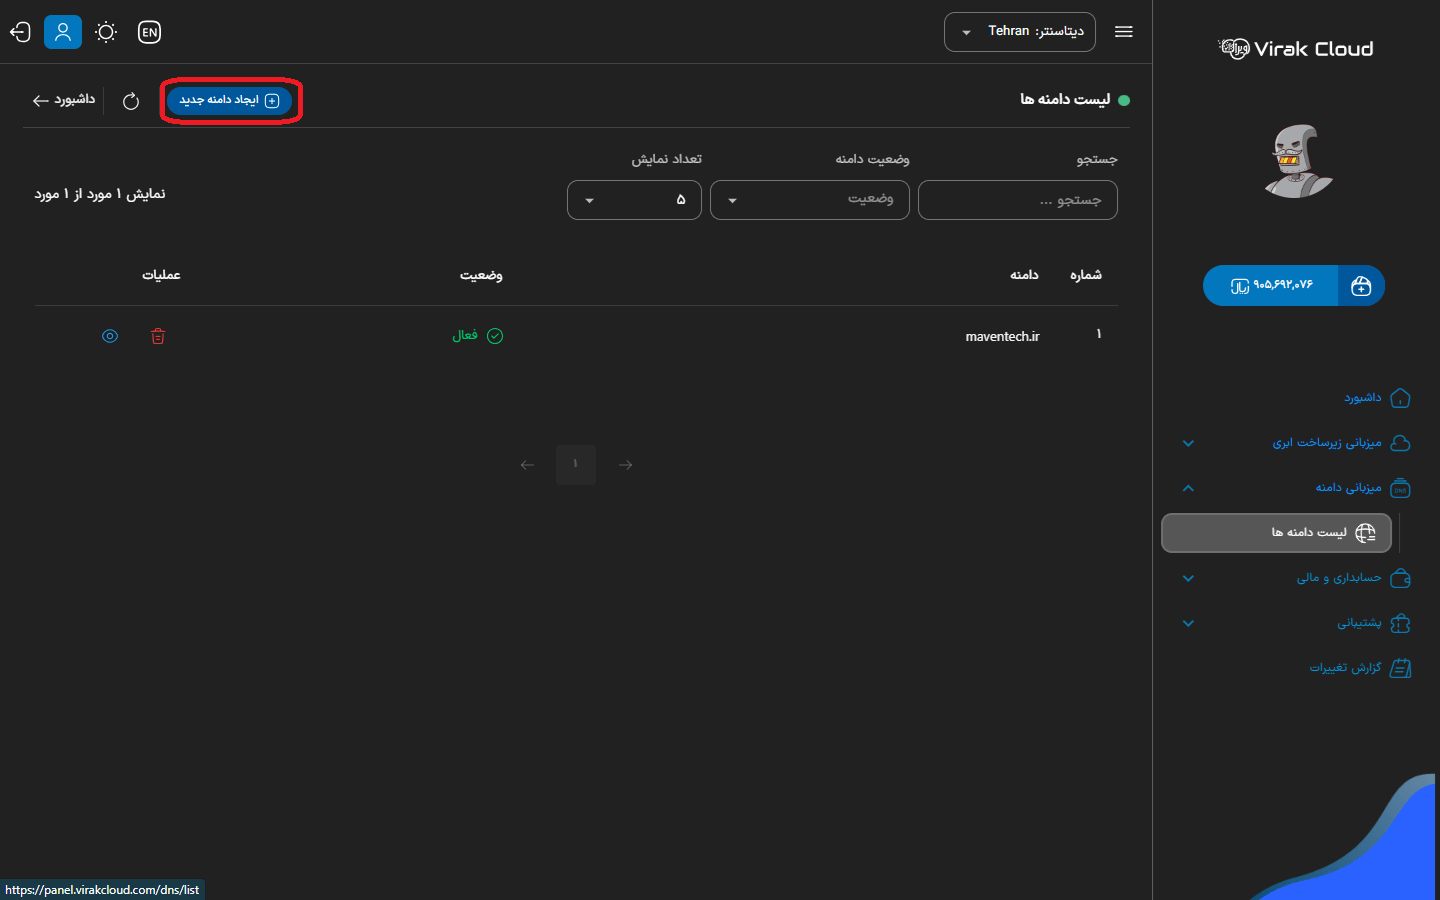 Virak Cloud
دیتاسنتر: Tehran
EN
لیست دامنه ها
ایجاد دامنه جدید
داشبورد
جستجو
وضعیت دامنه
تعداد نمایش
جستجو ...
وضعیت
۵
نمایش ۱ مورد از ۱ مورد
شماره
دامنه
وضعیت
عملیات
۱
maventech.ir
فعال
۱
۹۰۵,۶۹۲,۰۷۶ ریال
داشبورد
میزبانی زیرساخت ابری
DNS
میزبانی دامنه
لیست دامنه ها
حسابداری و مالی
پشتیبانی
گزارش تغییرات
https://panel.virakcloud.com/dns/list